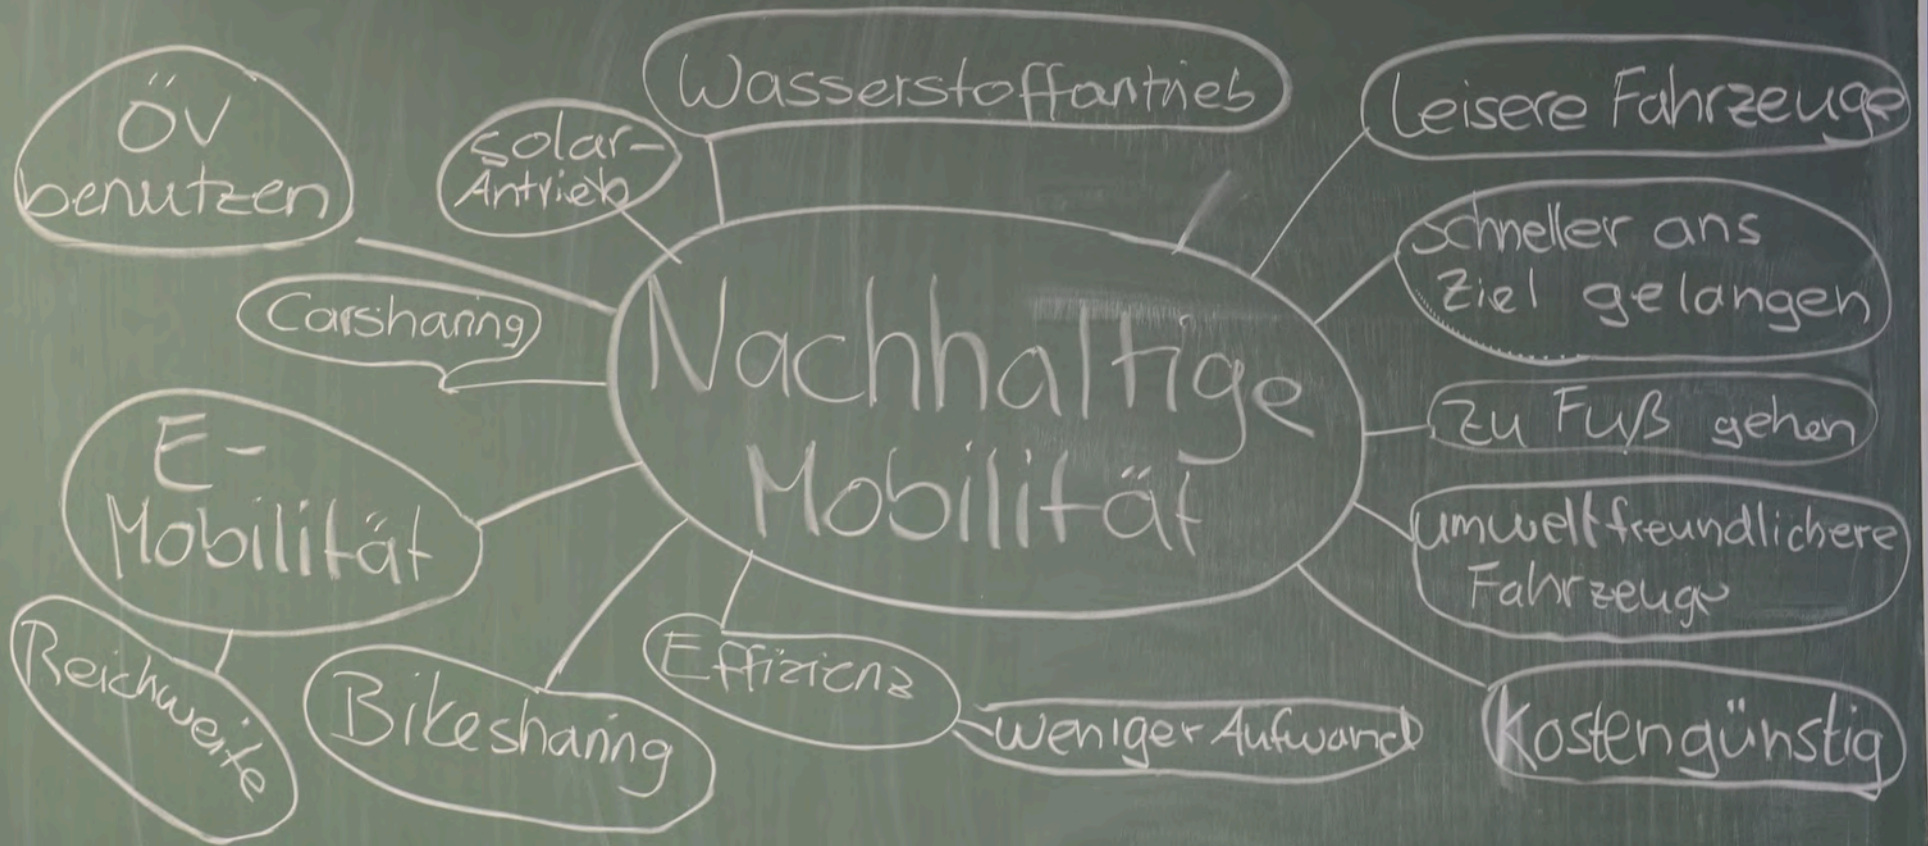 Wasserstoffantrieb
Leisere Fahrzeuge
ÖV
benutzen
solar-
Antrieb
schneller ans
Ziel gelangen
Carsharing
Nachhaltige
Mobilität
zu Fuß gehen
E-
Mobilität
umweltfreundlichere
Fahrzeuge
Reichweite
Bikesharing
Effizienz
weniger Aufwand
Kostengünstig